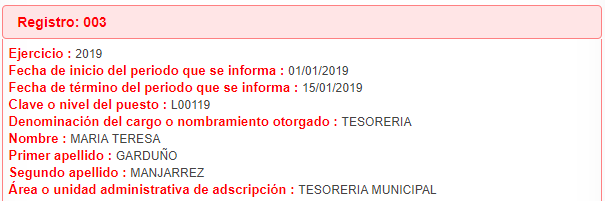 Registro: 003
Ejercicio : 2019
Fecha de inicio del periodo que se informa : 01/01/2019
Fecha de término del periodo que se informa : 15/01/2019
Clave o nivel del puesto : L00119
Denominación del cargo o nombramiento otorgado : TESORERIA
Nombre : MARIA TERESA
Primer apellido : GARDUÑO
Segundo apellido : MANJARREZ
Área o unidad administrativa de adscripción : TESORERIA MUNICIPAL